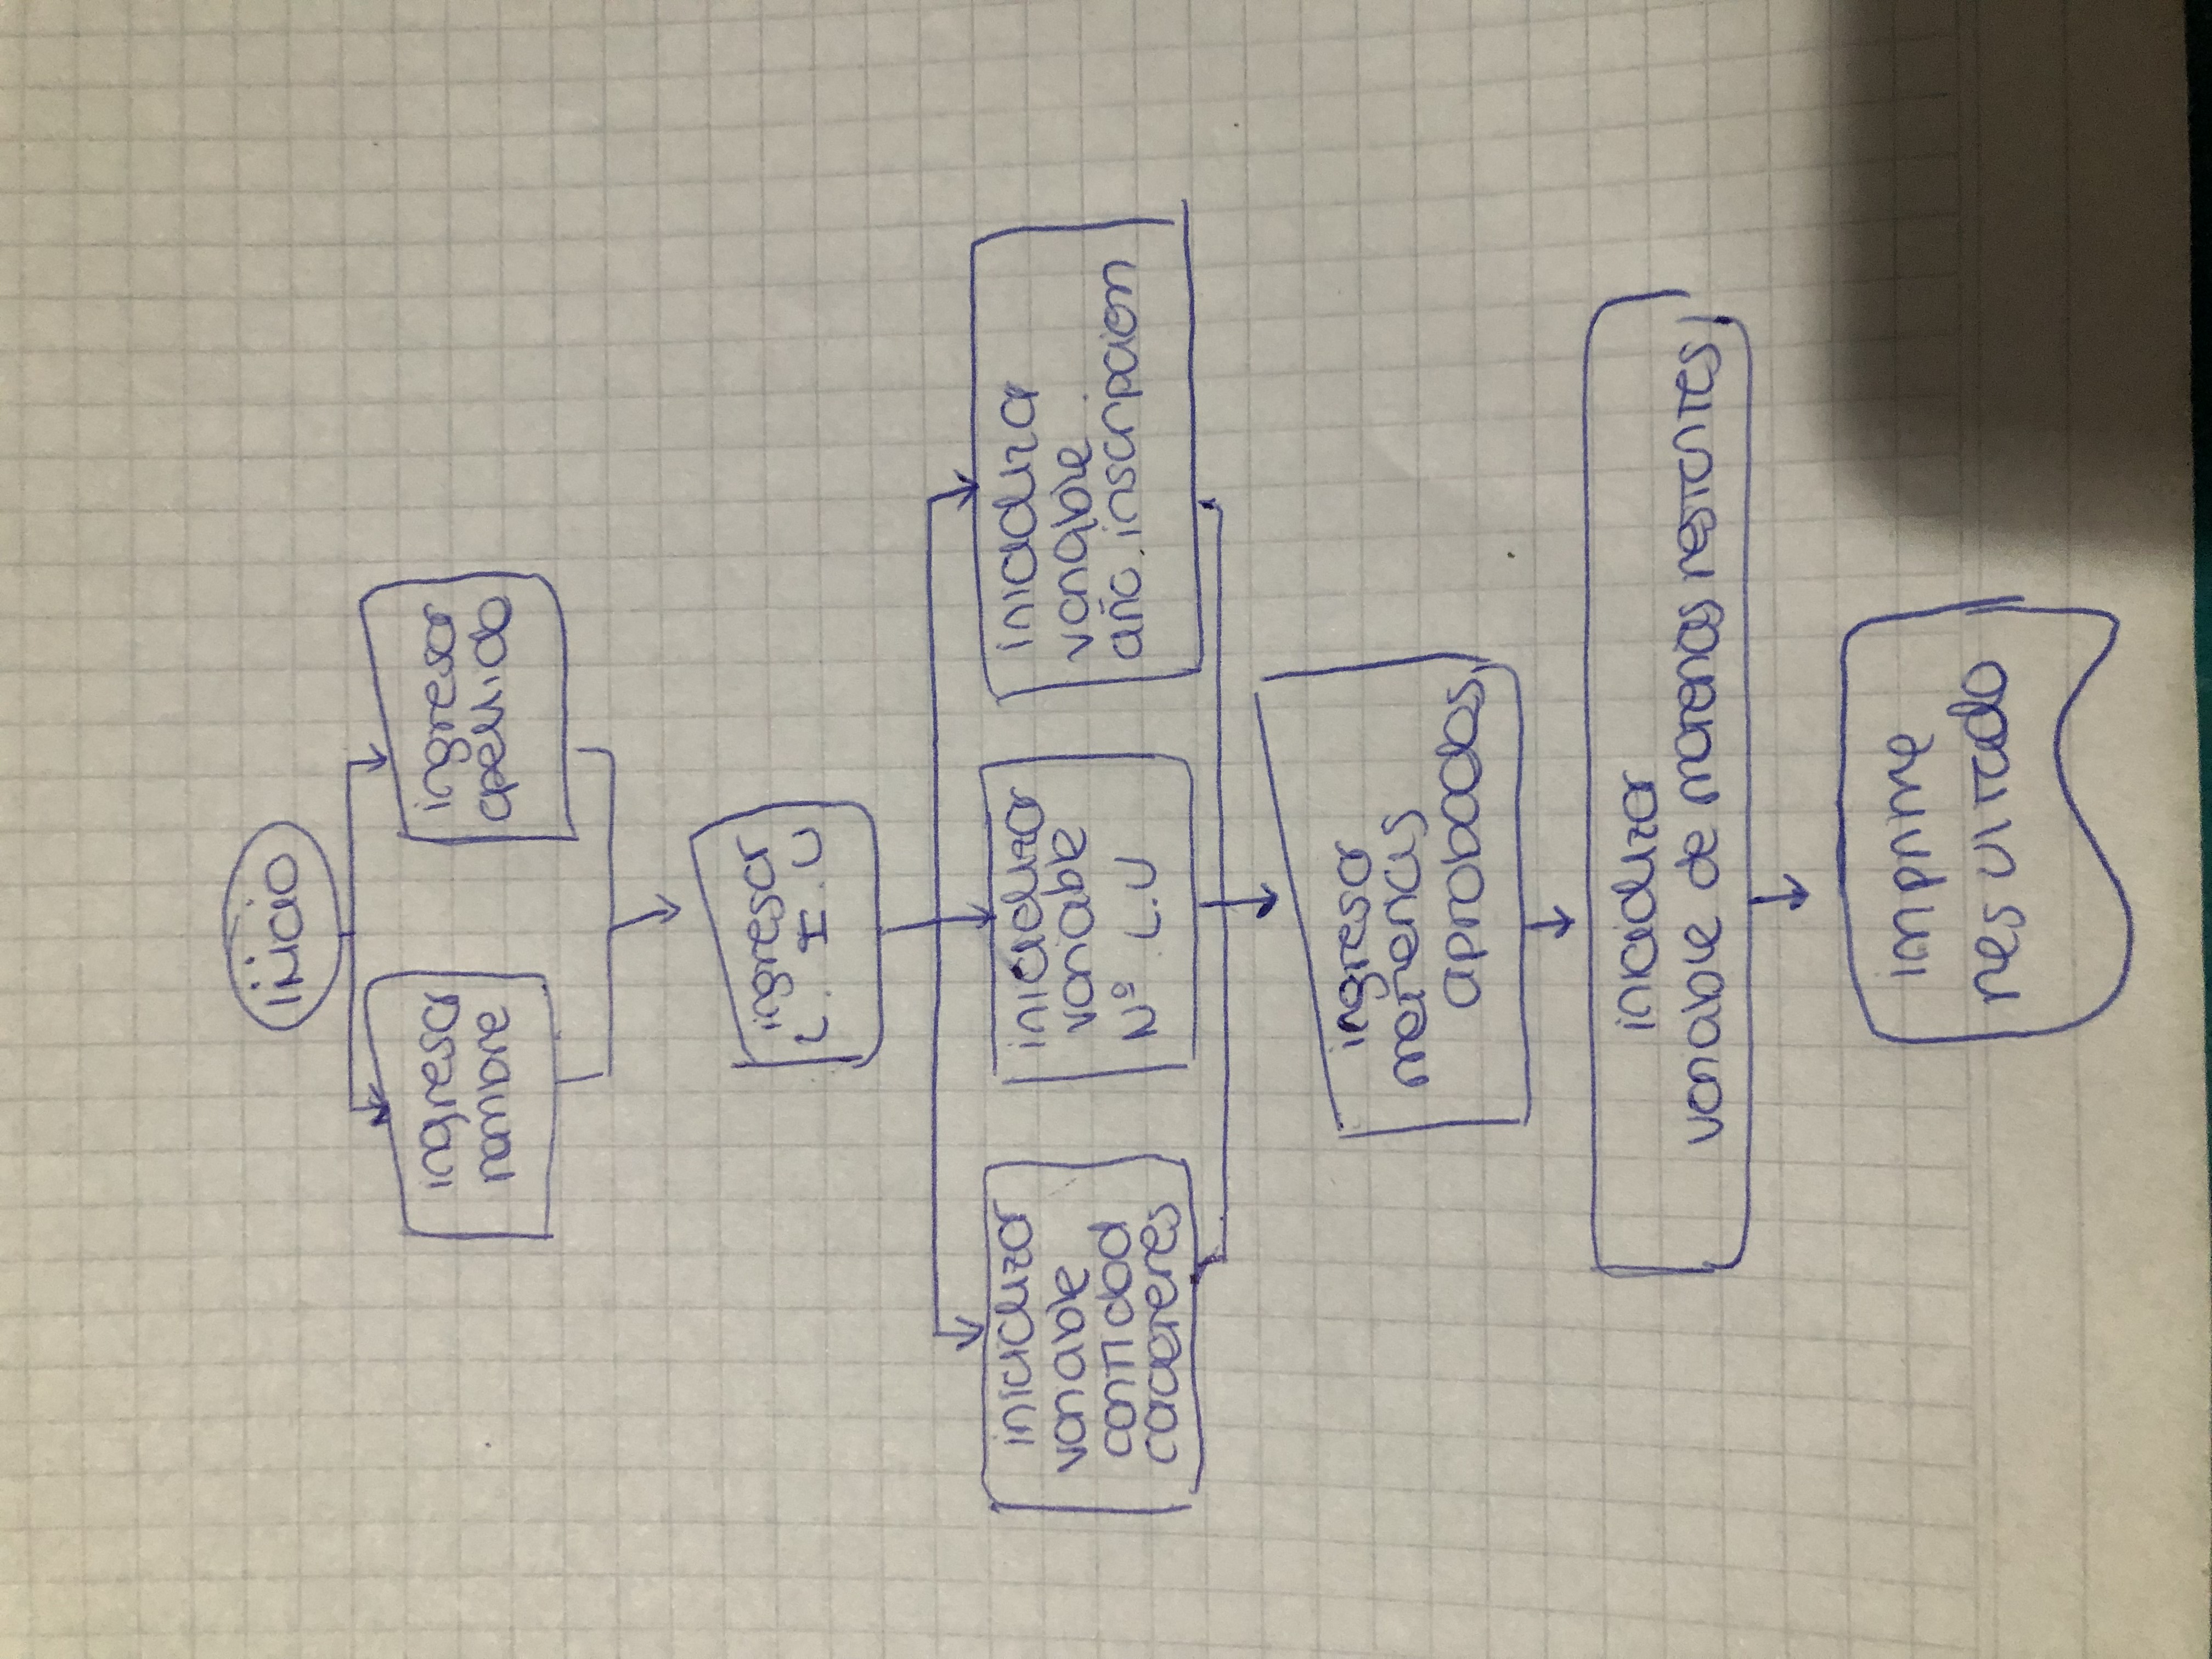 inicio
ingresar
nombre
ingresar
apellido
ingresar
L. I. U
inicializar
variable
cantidad
caracteres
inicializar
variable
Nº L.U
inicializar
variable
año inscripcion
ingresar
materias
aprobadas
inicializar
variable de materias restantes
imprime
resultado